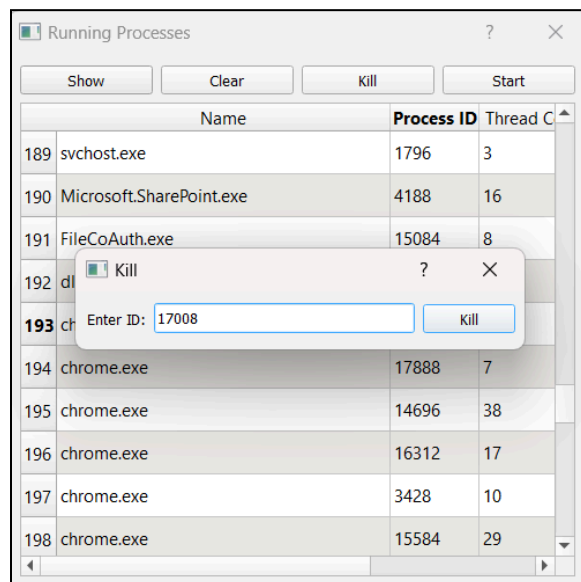 Running Processes ?
Show Clear Kill Start
Name Process ID Thread C
189 svchost.exe 1796 3
190 Microsoft.SharePoint.exe 4188 16
191 FileCoAuth.exe 15084 8
192 dl
Kill ?
193 ch
Enter ID: 17008 Kill
194 chrome.exe 17888 7
195 chrome.exe 14696 38
196 chrome.exe 16312 17
197 chrome.exe 3428 10
198 chrome.exe 15584 29